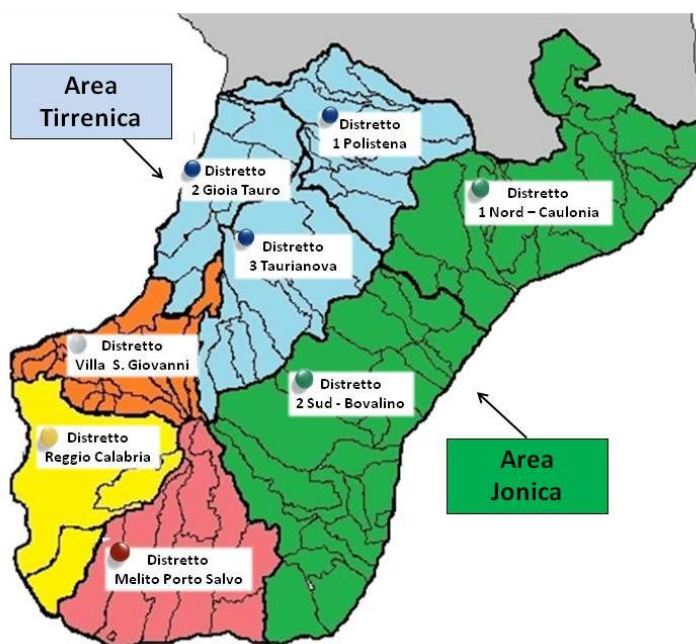 Area
Tirrenica
Distretto
1 Polistena
Distretto
2 Gioia Tauro
Distretto
1 Nord – Caulonia
Distretto
3 Taurianova
Distretto
Villa S. Giovanni
Distretto
2 Sud - Bovalino
Distretto
Reggio Calabria
Area
Jonica
Distretto
Melito Porto Salvo